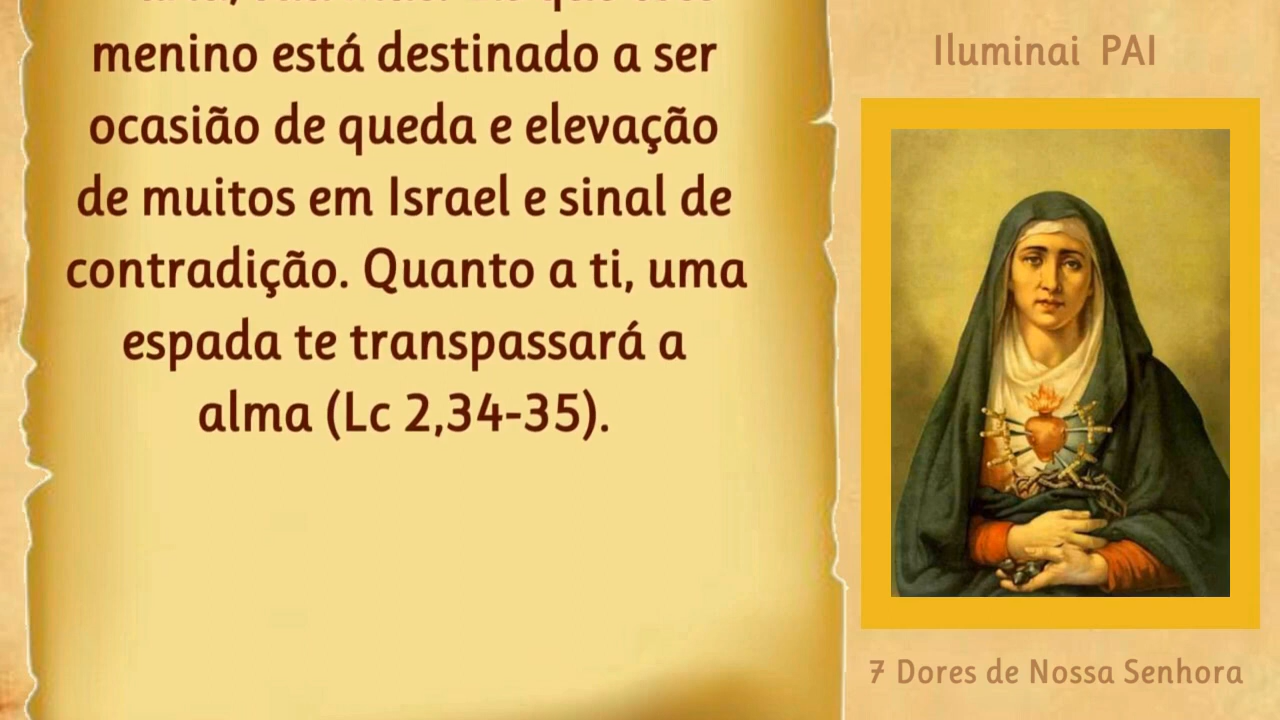 menino está destinado a ser
ocasião de queda e elevação
de muitos em Israel e sinal de
contradição. Quanto a ti, uma
espada te transpassará a
alma (Lc 2,34-35).
Iluminai PAI
7 Dores de Nossa Senhora